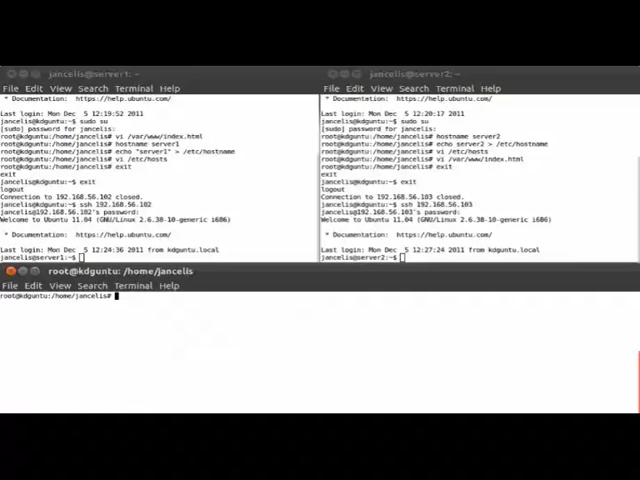 jancelis@server1: ~
File Edit View Search Terminal Help
* Documentation:  https://help.ubuntu.com/
Last login: Mon Dec  5 12:19:52 2011
jancelis@kdguntu:~$ sudo su
[sudo] password for jancelis:
root@kdguntu:/home/jancelis# vi /var/www/index.html
root@kdguntu:/home/jancelis# hostname server1
root@kdguntu:/home/jancelis# echo "server1" > /etc/hostname
root@kdguntu:/home/jancelis# vi /etc/hosts
root@kdguntu:/home/jancelis# exit
exit
jancelis@kdguntu:~$ exit
logout
Connection to 192.168.56.102 closed.
jancelis@kdguntu:~$ ssh 192.168.56.102
jancelis@192.168.56.102's password:
Welcome to Ubuntu 11.04 (GNU/Linux 2.6.38-10-generic i686)
* Documentation:  https://help.ubuntu.com/
Last login: Mon Dec  5 12:24:36 2011 from kdguntu.local
jancelis@server1:~$
jancelis@server2: ~
File Edit View Search Terminal Help
* Documentation:  https://help.ubuntu.com/
Last login: Mon Dec  5 12:20:17 2011
jancelis@kdguntu:~$ sudo su
[sudo] password for jancelis:
root@kdguntu:/home/jancelis# hostname server2
root@kdguntu:/home/jancelis# echo server2 > /etc/hostname
root@kdguntu:/home/jancelis# vi /etc/hosts
root@kdguntu:/home/jancelis# vi /var/www/index.html
root@kdguntu:/home/jancelis# exit
exit
jancelis@kdguntu:~$ exit
logout
Connection to 192.168.56.103 closed.
jancelis@kdguntu:~$ ssh 192.168.56.103
jancelis@192.168.56.103's password:
Welcome to Ubuntu 11.04 (GNU/Linux 2.6.38-10-generic i686)
* Documentation:  https://help.ubuntu.com/
Last login: Mon Dec  5 12:27:24 2011 from kdguntu.local
jancelis@server2:~$
root@kdguntu: /home/jancelis
File Edit View Search Terminal Help
root@kdguntu:/home/jancelis#